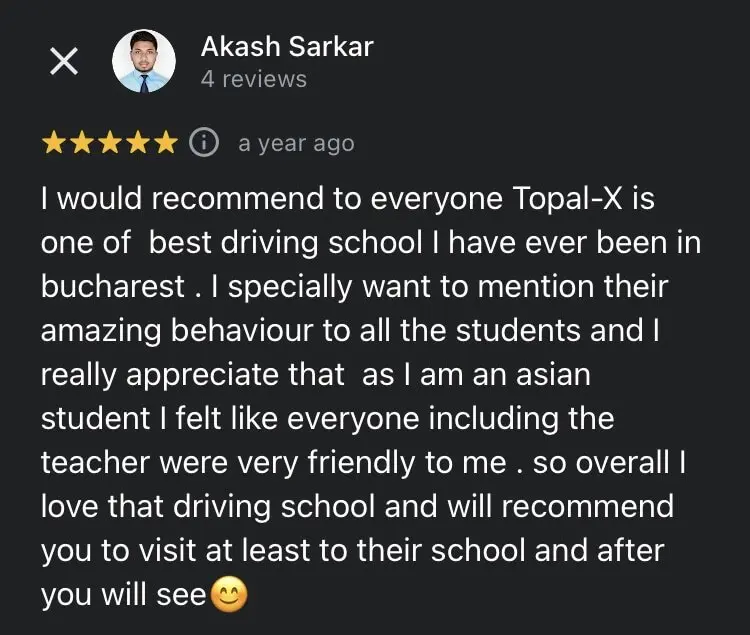 Akash Sarkar
4 reviews
a year ago
I would recommend to everyone Topal-X is
one of  best driving school I have ever been in
bucharest . I specially want to mention their
amazing behaviour to all the students and I
really appreciate that  as I am an asian
student I felt like everyone including the
teacher were very friendly to me . so overall I
love that driving school and will recommend
you to visit at least to their school and after
you will see😊